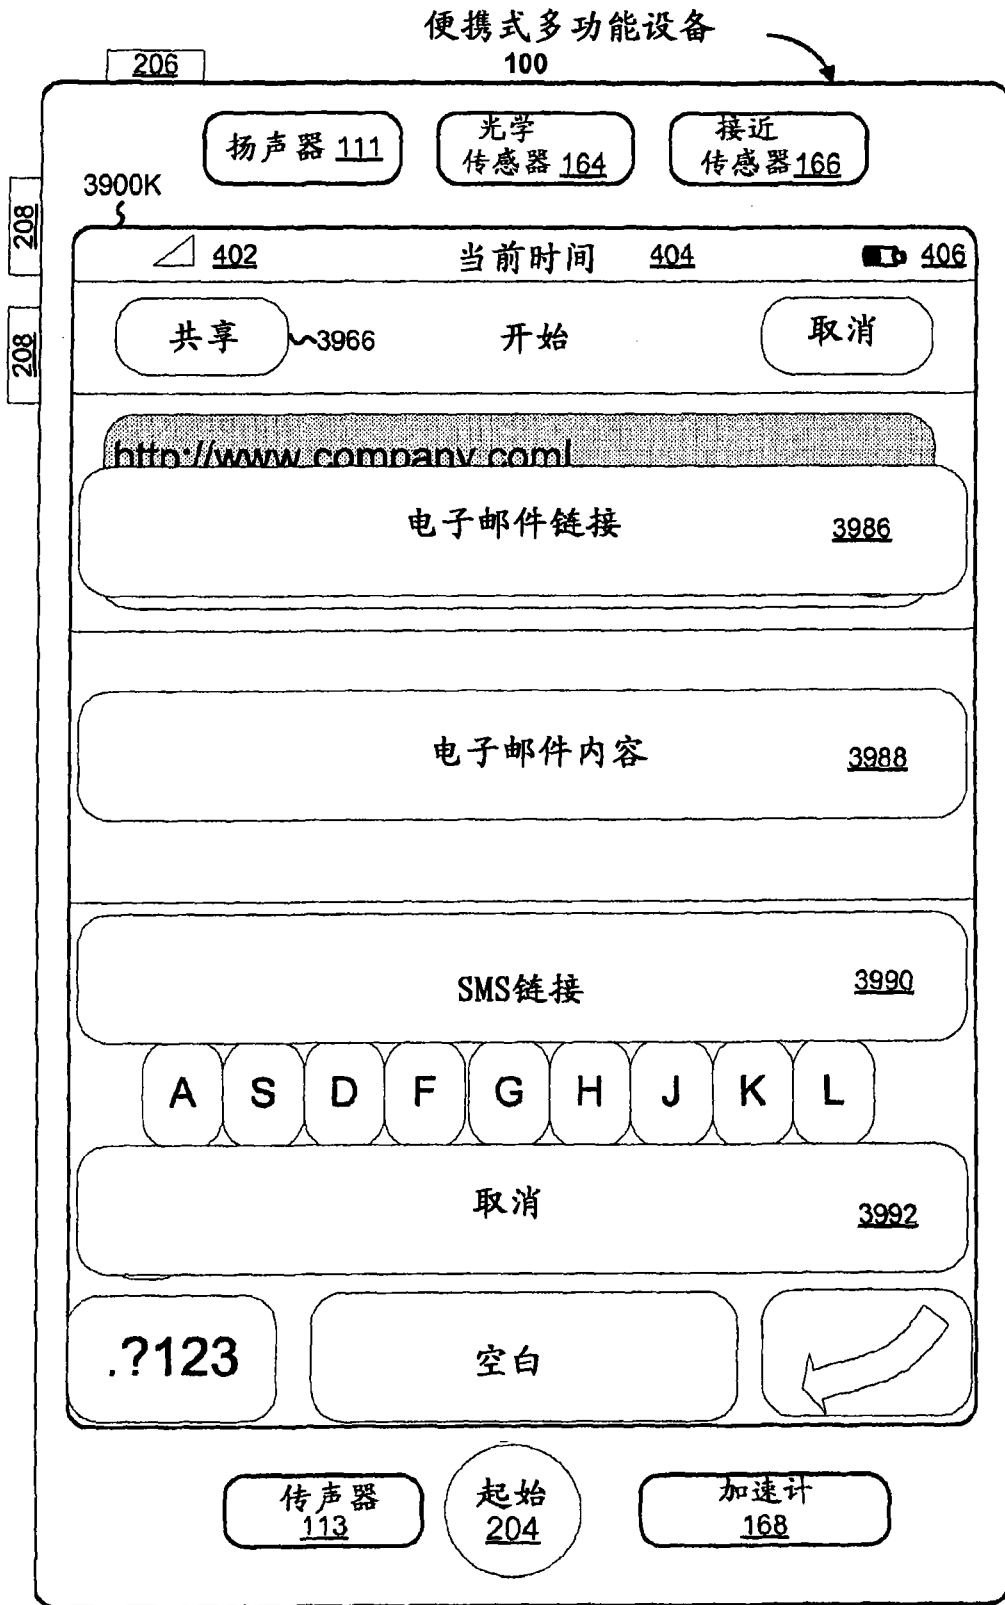 便携式多功能设备
100
206
扬声器 111
光学
传感器 164
接近
传感器 166
3900K
208
402
当前时间
404
406
208
共享
3966
开始
取消
http://www.company.com|
电子邮件链接
3986
电子邮件内容
3988
SMS链接
3990
A S D F G H J K L
取消
3992
.?123
空白
传声器
113
起始
204
加速计
168